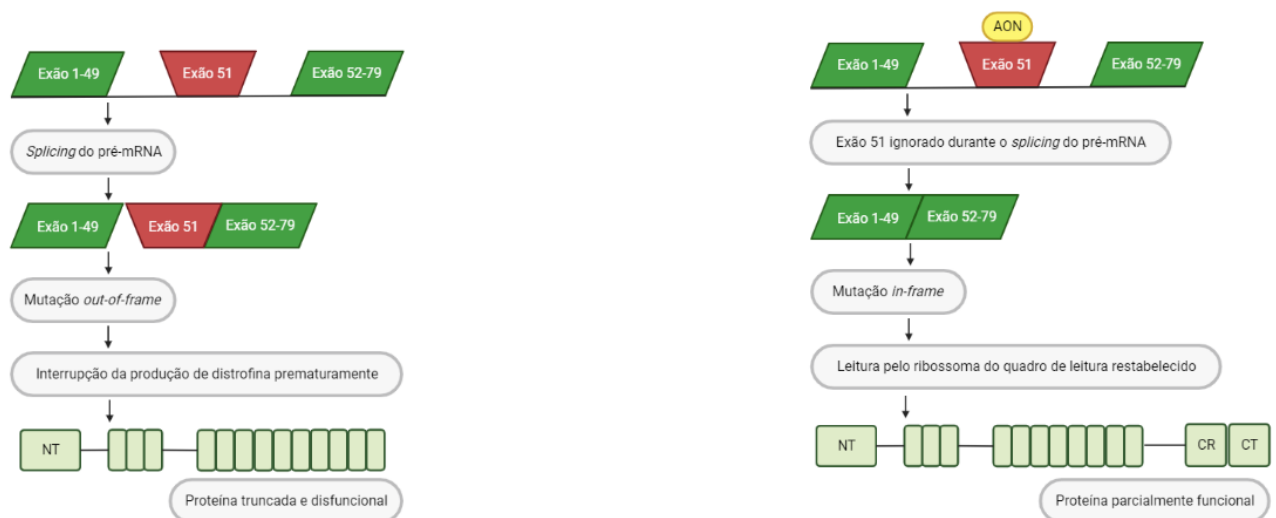 Exão 1-49
Exão 51
Exão 52-79
Splicing do pré-mRNA
Exão 1-49
Exão 51
Exão 52-79
Mutação out-of-frame
Interrupção da produção de distrofina prematuramente
NT
Proteína truncada e disfuncional
AON
Exão 1-49
Exão 51
Exão 52-79
Exão 51 ignorado durante o splicing do pré-mRNA
Exão 1-49
Exão 52-79
Mutação in-frame
Leitura pelo ribossoma do quadro de leitura restabelecido
NT
CR
CT
Proteína parcialmente funcional